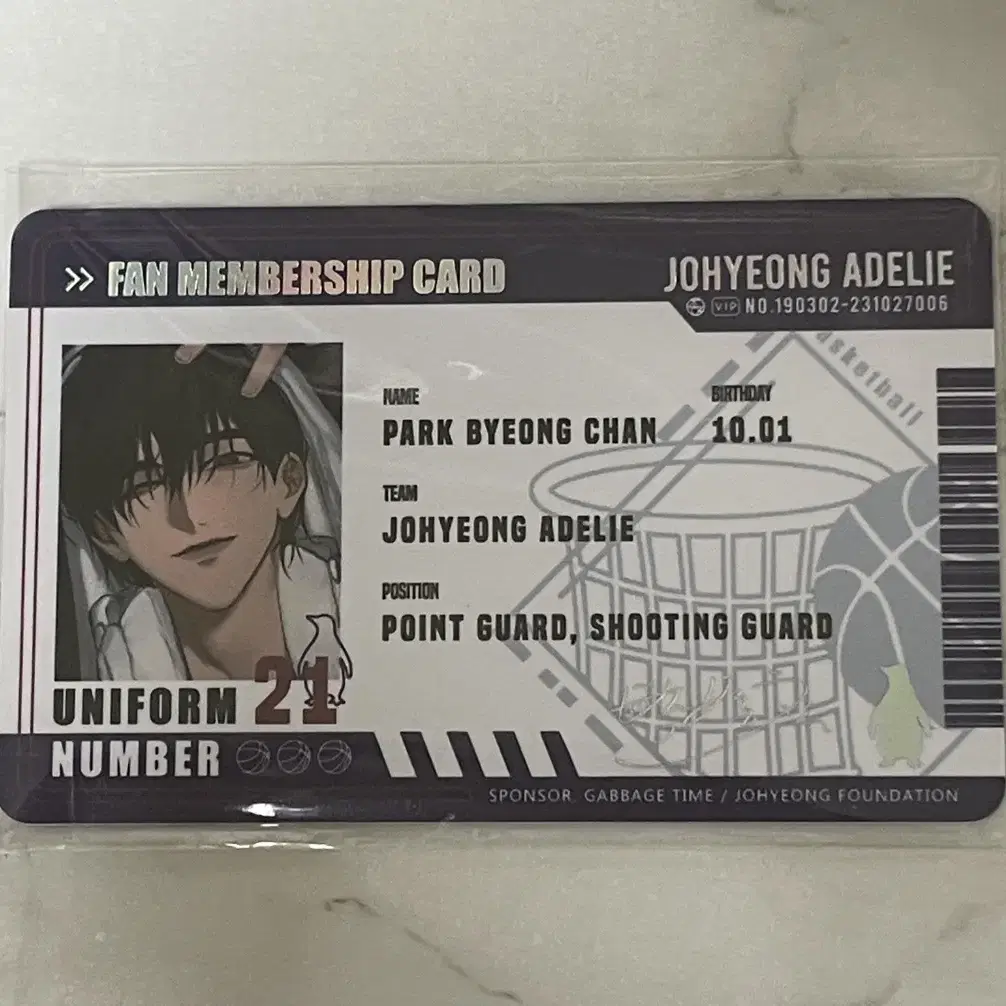 >> FAN MEMBERSHIP CARD
JOHYEONG ADELIE
VIP NO.190302-231027006
NAME
PARK BYEONG CHAN
BIRTHDAY
10.01
TEAM
JOHYEONG ADELIE
POSITION
POINT GUARD, SHOOTING GUARD
asketball
UNIFORM 21
NUMBER
SPONSOR. GABBAGE TIME / JOHYEONG FOUNDATION